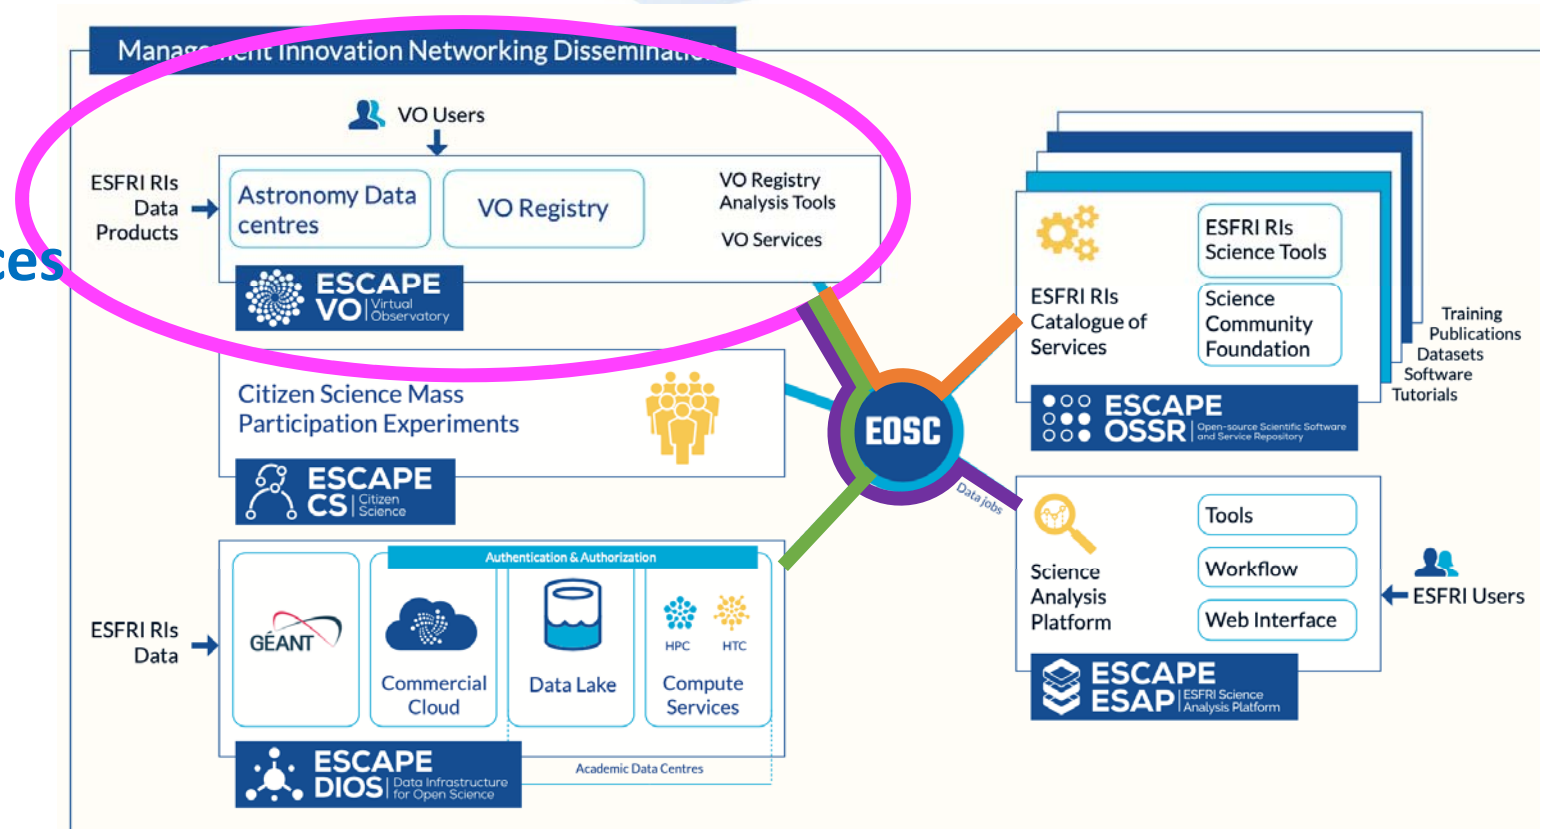 Management Innovation Networking Dissemination
VO Users
ESFRI RIs
Data
Products
Astronomy Data
centres
VO Registry
VO Registry
Analysis Tools
VO Services
ces
ESCAPE
VO
Virtual
Observatory
Citizen Science Mass
Participation Experiments
ESCAPE
CS
Citizen
Science
EOSC
Data jobs
ESFRI RIs
Catalogue of
Services
ESFRI RIs
Science Tools
Science
Community
Foundation
Training
Publications
Datasets
Software
Tutorials
ESCAPE
OSSR
Open-source Scientific Software
and Service Repository
Authentication & Authorization
ESFRI RIs
Data
GÉANT
Commercial
Cloud
Data Lake
HPC
HTC
Compute
Services
Academic Data Centres
ESCAPE
DIOS
Data Infrastructure
for Open Science
Science
Analysis
Platform
Tools
Workflow
Web Interface
ESFRI Users
ESCAPE
ESAP
ESFRI Science
Analysis Platform